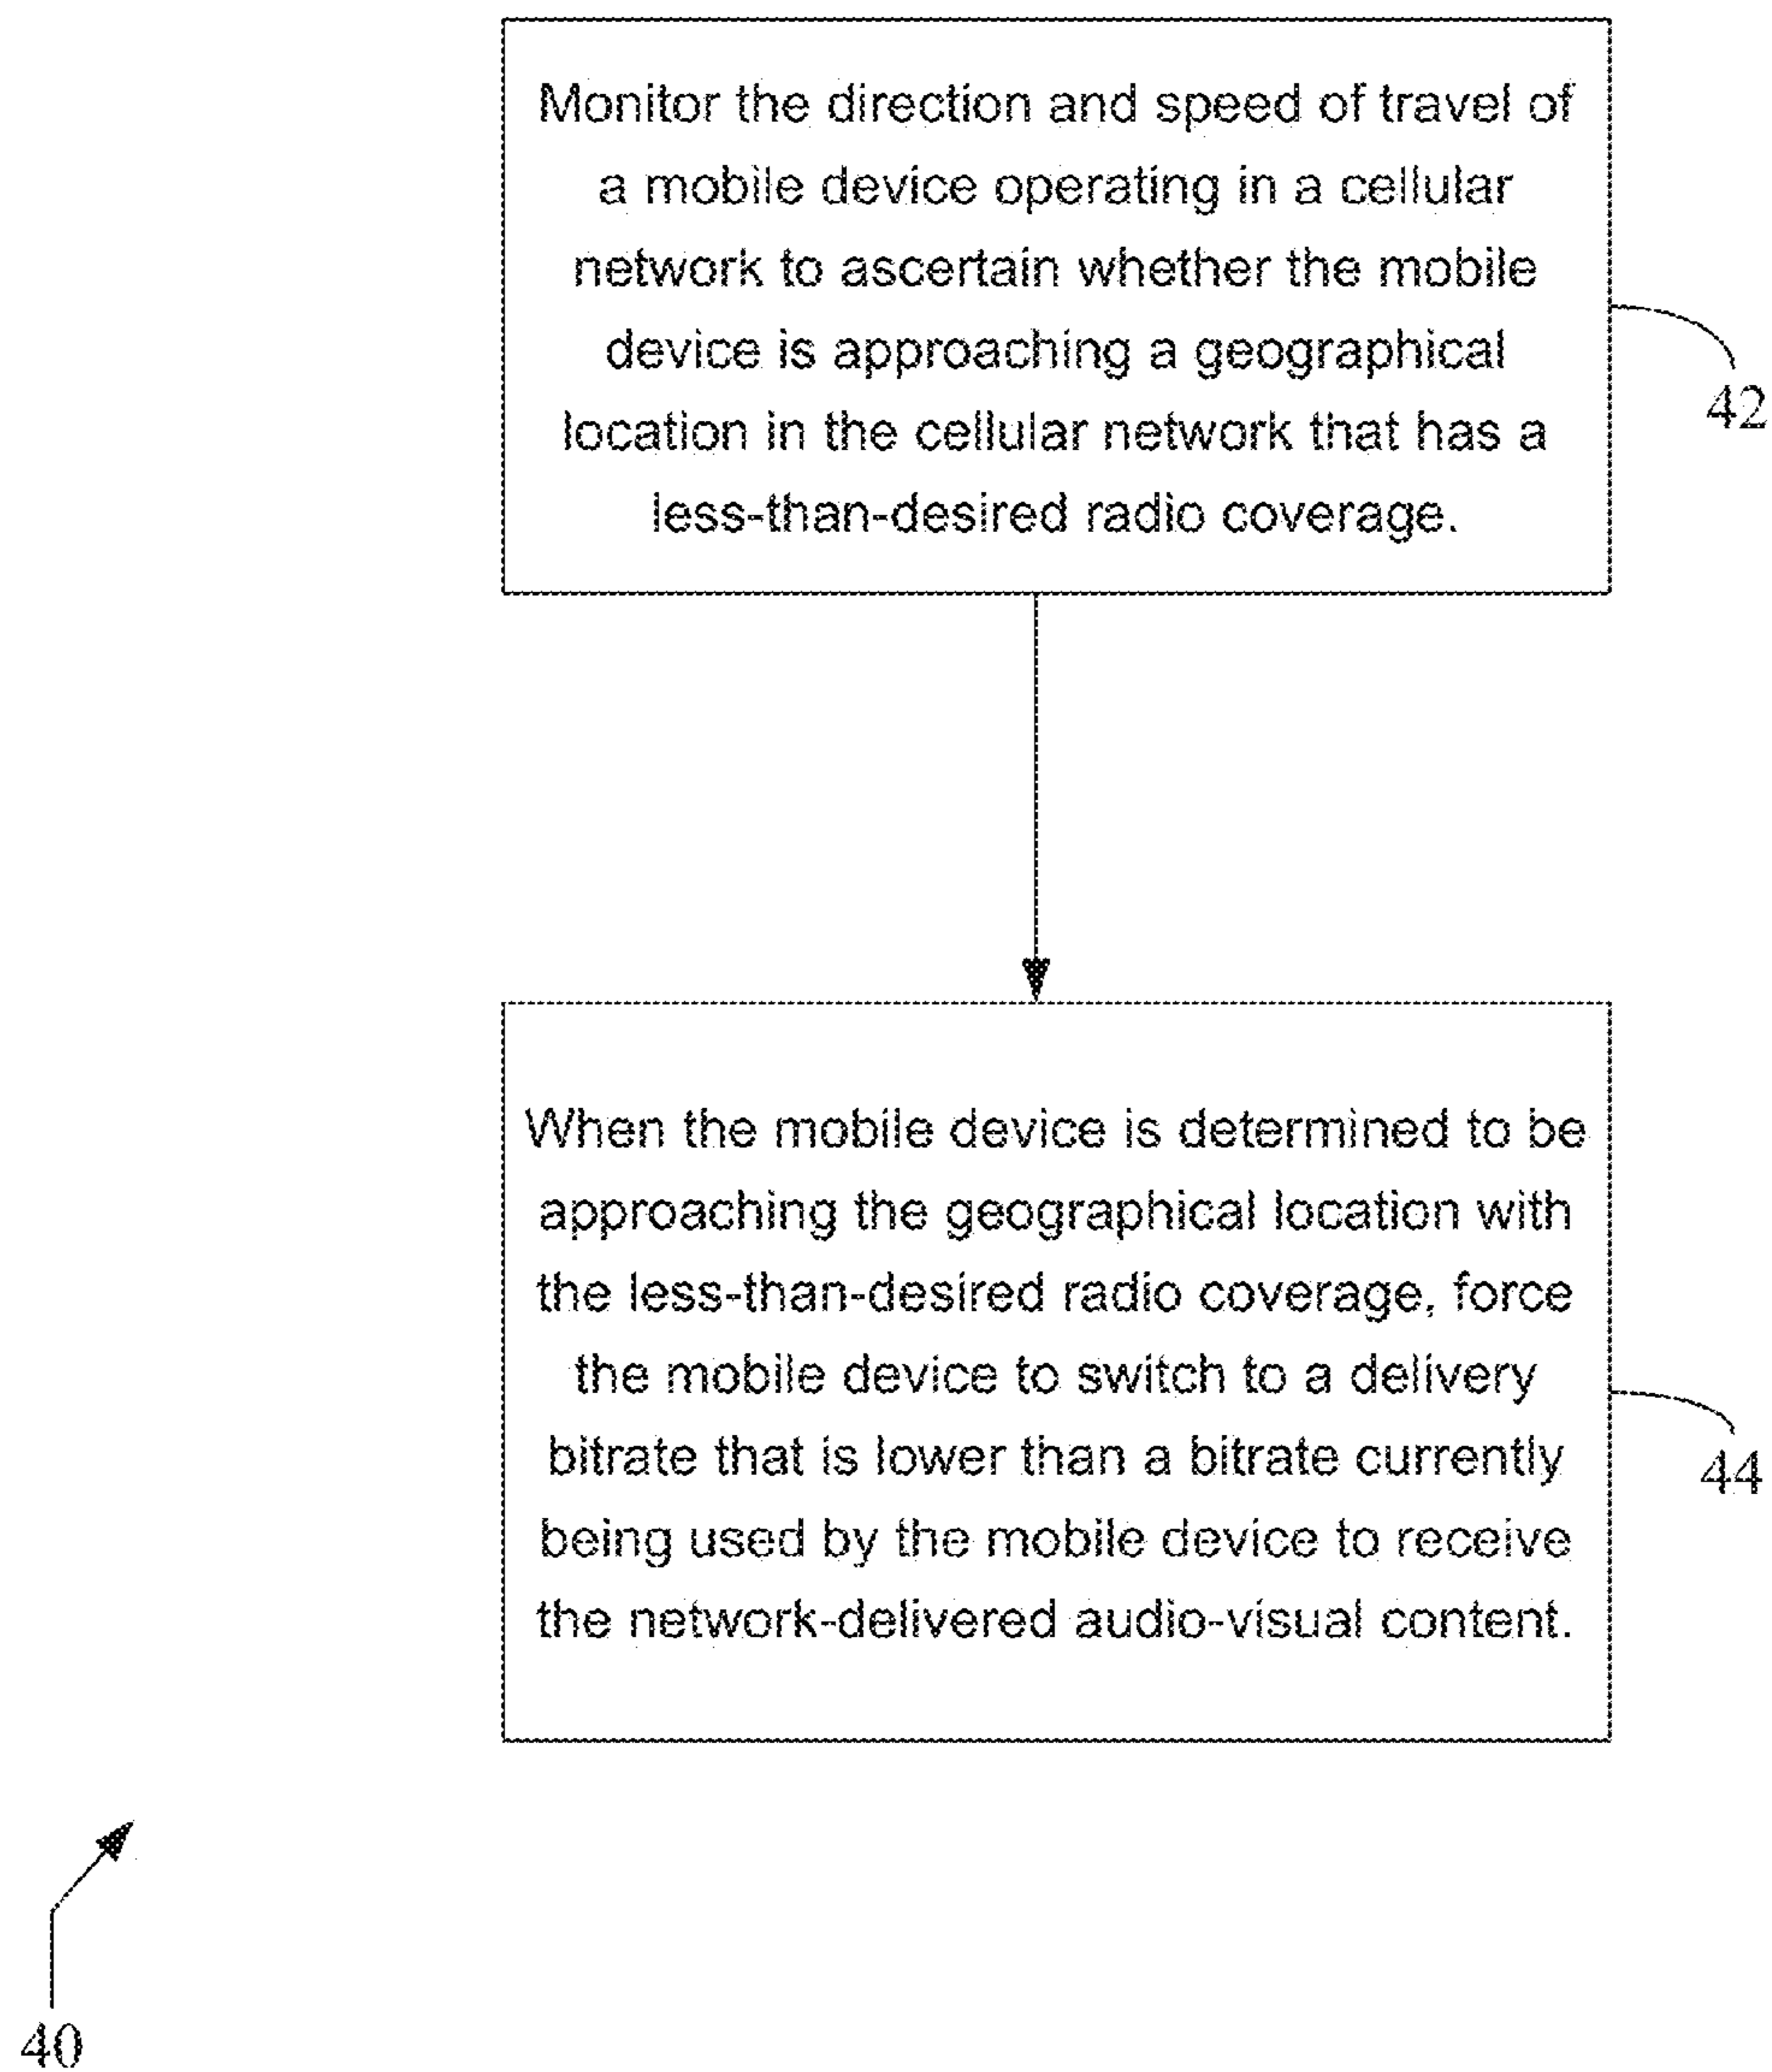 Monitor the direction and speed of travel of
a mobile device operating in a cellular
network to ascertain whether the mobile
device is approaching a geographical
location in the cellular network that has a
less-than-desired radio coverage.
42
When the mobile device is determined to be
approaching the geographical location with
the less-than-desired radio coverage, force
the mobile device to switch to a delivery
bitrate that is lower than a bitrate currently
being used by the mobile device to receive
the network-delivered audio-visual content.
44
40